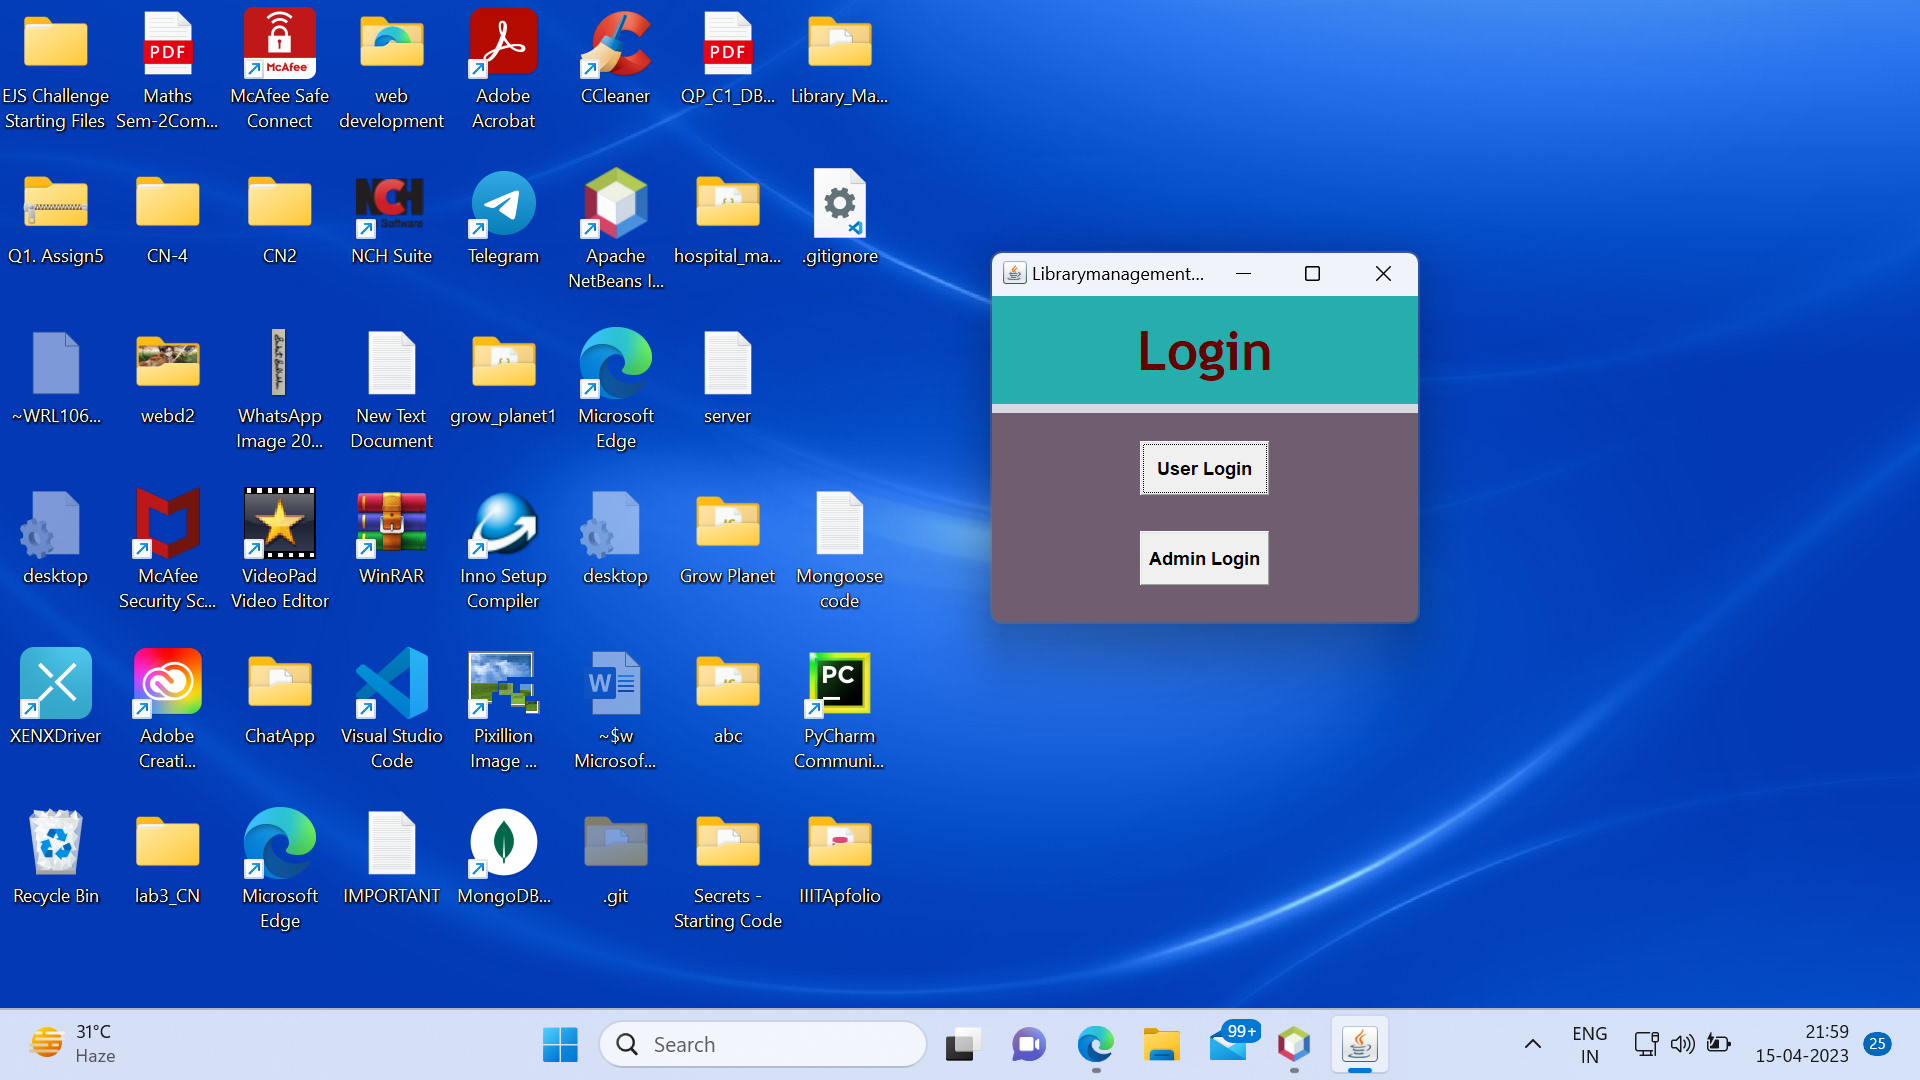 EJS Challenge
Starting Files
PDF
Maths
Sem-2Com...
McAfee
McAfee Safe
Connect
web
development
Adobe
Acrobat
CCleaner
PDF
QP_C1_DB...
Library_Ma...
Q1. Assign5
CN-4
CN2
NCH
Software
NCH Suite
Telegram
Apache
NetBeans I...
hospital_ma...
.gitignore
Librarymanagement...
Login
User Login
Admin Login
~WRL106...
webd2
WhatsApp
Image 20...
New Text
Document
grow_planet1
Microsoft
Edge
server
desktop
McAfee
Security Sc...
VideoPad
Video Editor
WinRAR
Inno Setup
Compiler
desktop
Grow Planet
Mongoose
code
XENXDriver
Adobe
Creati...
ChatApp
Visual Studio
Code
Pixillion
Image ...
W
~$w
Microsof...
abc
PC
PyCharm
Communi...
Recycle Bin
lab3_CN
Microsoft
Edge
IMPORTANT
MongoDB...
.git
Secrets -
Starting Code
IIITApfolio
31°C
Haze
Search
99+
ENG
IN
21:59
15-04-2023
25